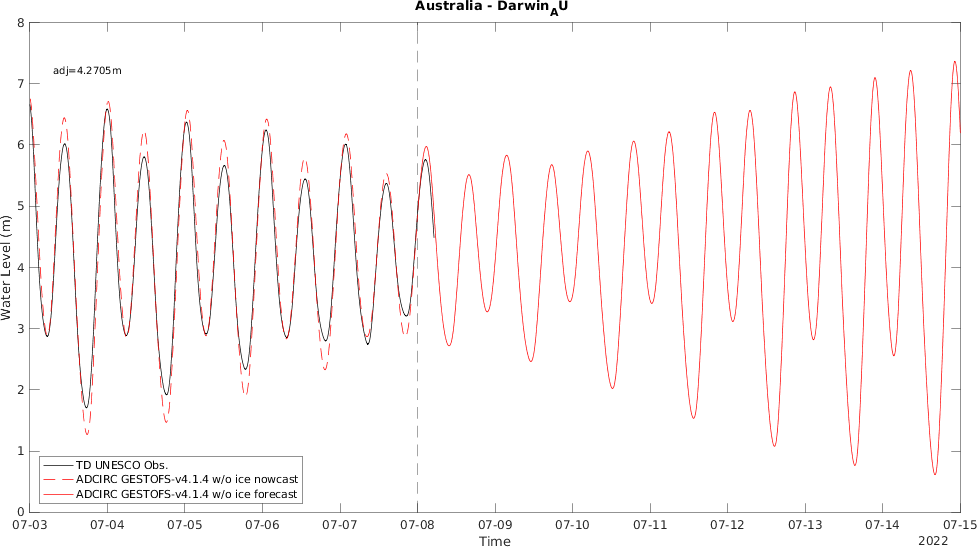 Australia - Darwin_AU
adj=4.2705m
8
7
6
5
4
3
2
1
0
Water Level (m)
TD UNESCO Obs.
ADCIRC GESTOFS-v4.1.4 w/o ice nowcast
ADCIRC GESTOFS-v4.1.4 w/o ice forecast
07-03 07-04 07-05 07-06 07-07 07-08 07-09 07-10 07-11 07-12 07-13 07-14 07-15
Time
2022